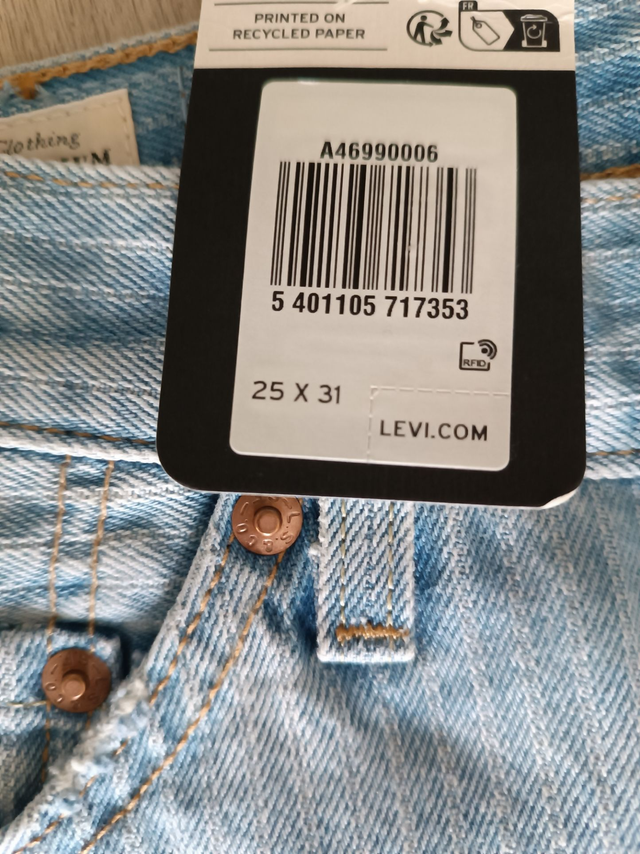 PRINTED ON
RECYCLED PAPER
FR
Clothing
A46990006
5 401105 717353
RFID
25 X 31
LEVI.COM